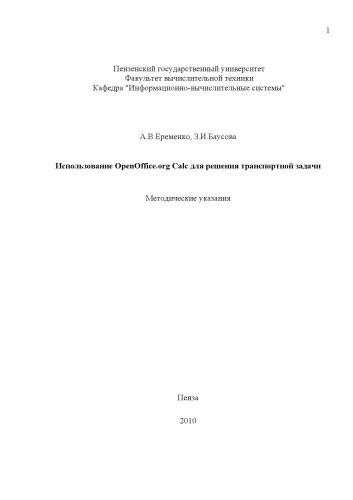 1
Пензенский государственный университет
Факультет вычислительной техники
Кафедра "Информационно-вычислительные системы"
А.В.Еременко, З.И.Баусова
Использование OpenOffice.org Calc для решения транспортной задачи
Методические указания
Пенза
2010